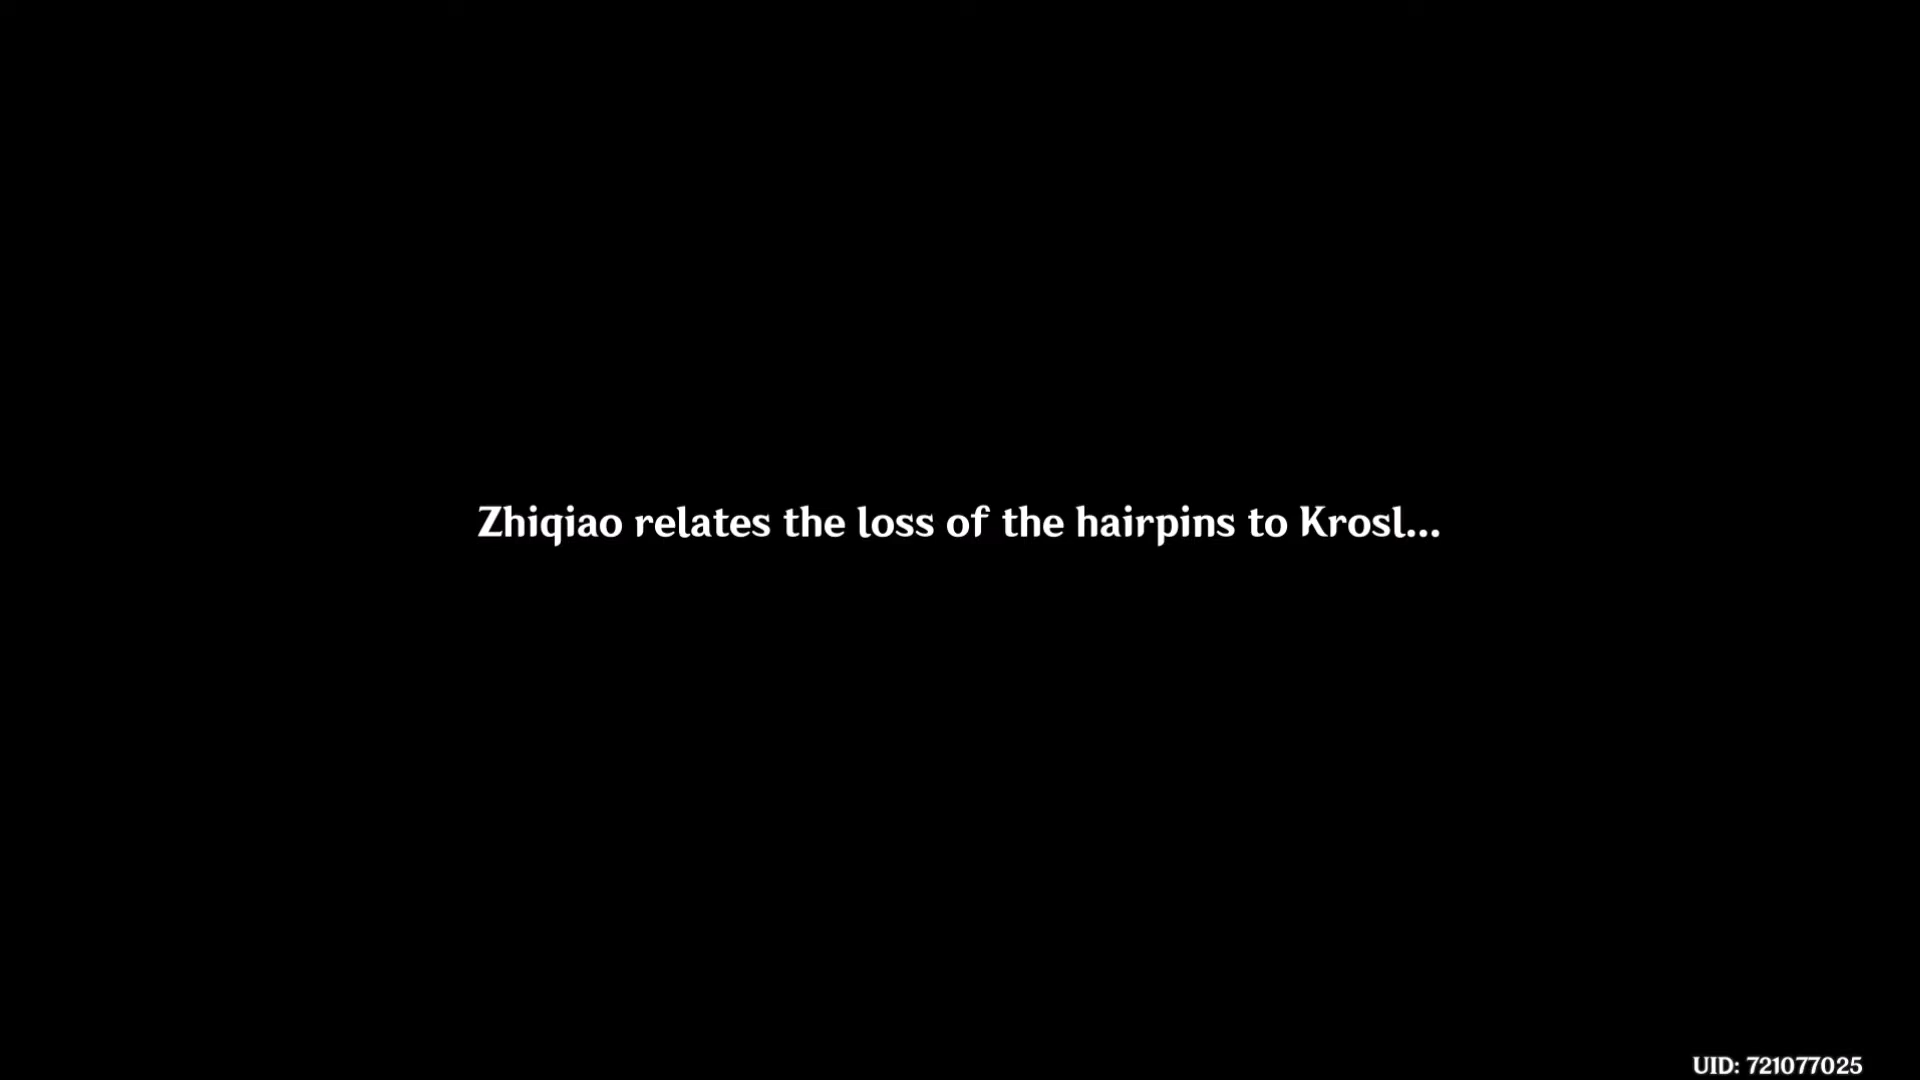 Zhiqiao relates the loss of the hairpins to Krosl...
UID: 721077025